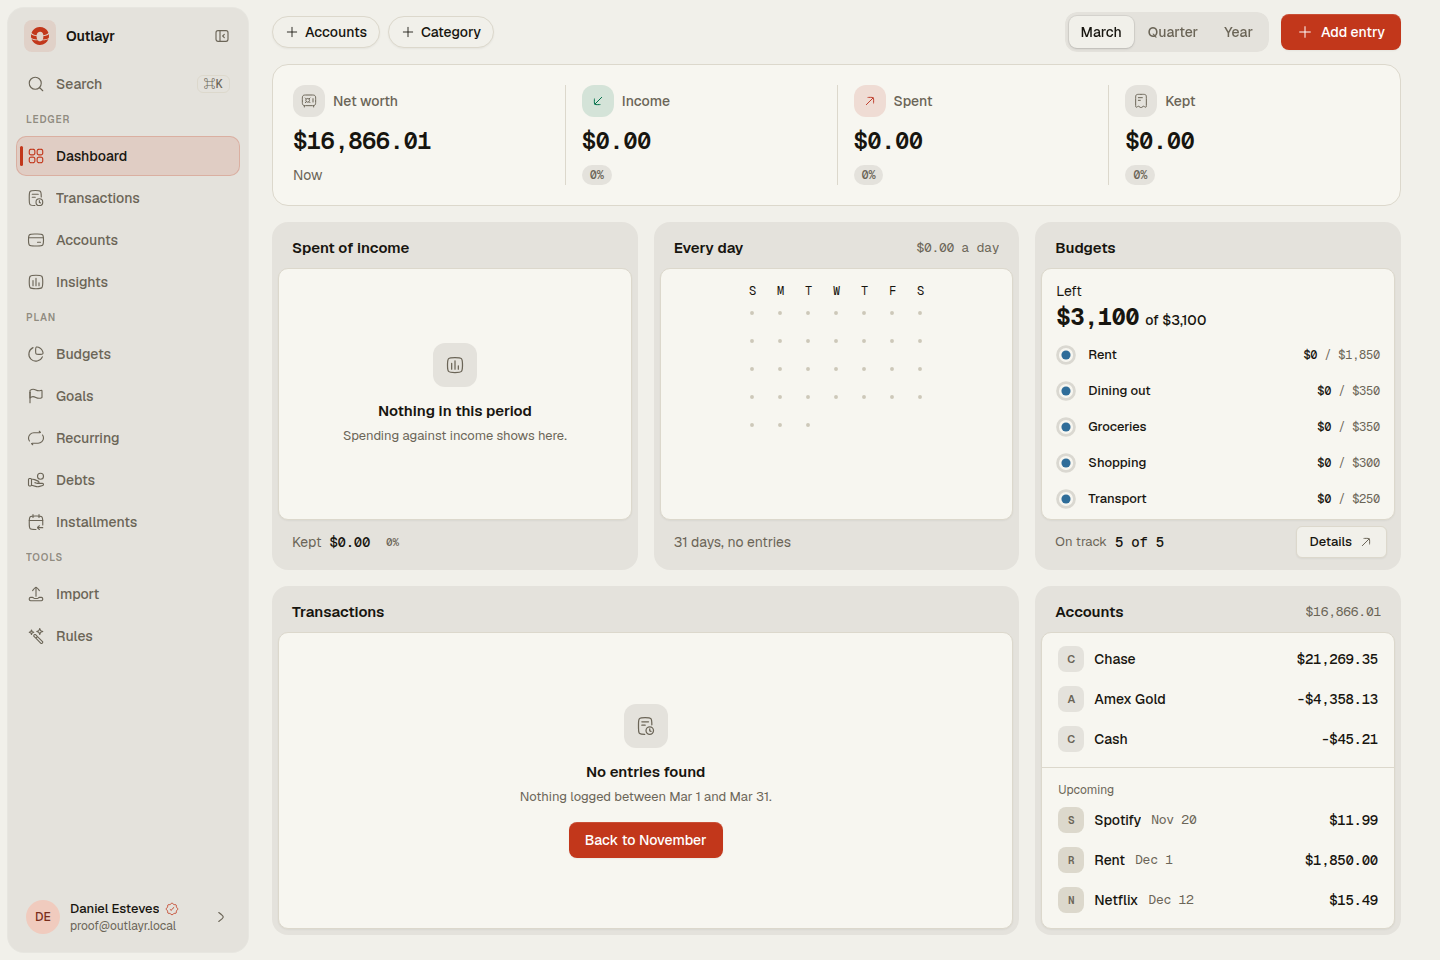 Outlayr
Search ⌘K
LEDGER
Dashboard
Transactions
Accounts
Insights
PLAN
Budgets
Goals
Recurring
Debts
Installments
TOOLS
Import
Rules
DE
Daniel Esteves
proof@outlayr.local
Accounts
Category
March Quarter Year
Add entry
Net worth
$16,866.01
Now
Income
$0.00
0%
Spent
$0.00
0%
Kept
$0.00
0%
Spent of income
Nothing in this period
Spending against income shows here.
Kept $0.00 0%
Every day $0.00 a day
S M T W T F S
31 days, no entries
Budgets
Left
$3,100 of $3,100
Rent $0 / $1,850
Dining out $0 / $350
Groceries $0 / $350
Shopping $0 / $300
Transport $0 / $250
On track 5 of 5
Details
Transactions
No entries found
Nothing logged between Mar 1 and Mar 31.
Back to November
Accounts $16,866.01
C Chase $21,269.35
A Amex Gold -$4,358.13
C Cash -$45.21
Upcoming
S Spotify Nov 20 $11.99
R Rent Dec 1 $1,850.00
N Netflix Dec 12 $15.49